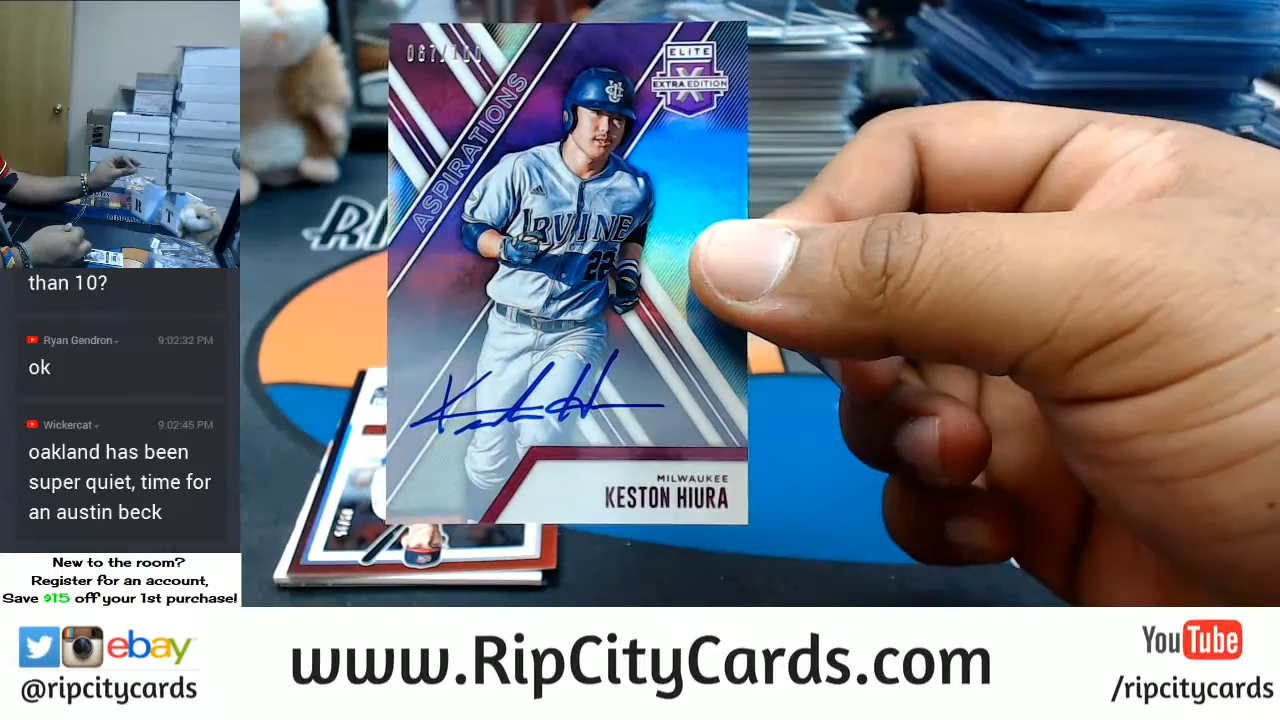 than 10?
Ryan Gendron
9:02:32 PM
ok
Wickercat
9:02:45 PM
oakland has been
super quiet, time for
an austin beck
New to the room?
Register for an account,
Save $15 off your 1st purchase!
067/100
ELITE
X
EXTRA EDITION
ASPIRATIONS
IRVINE
22
MILWAUKEE
KESTON HIURA
ebay
@ripcitycards
www.RipCityCards.com
YouTube
/ripcitycards